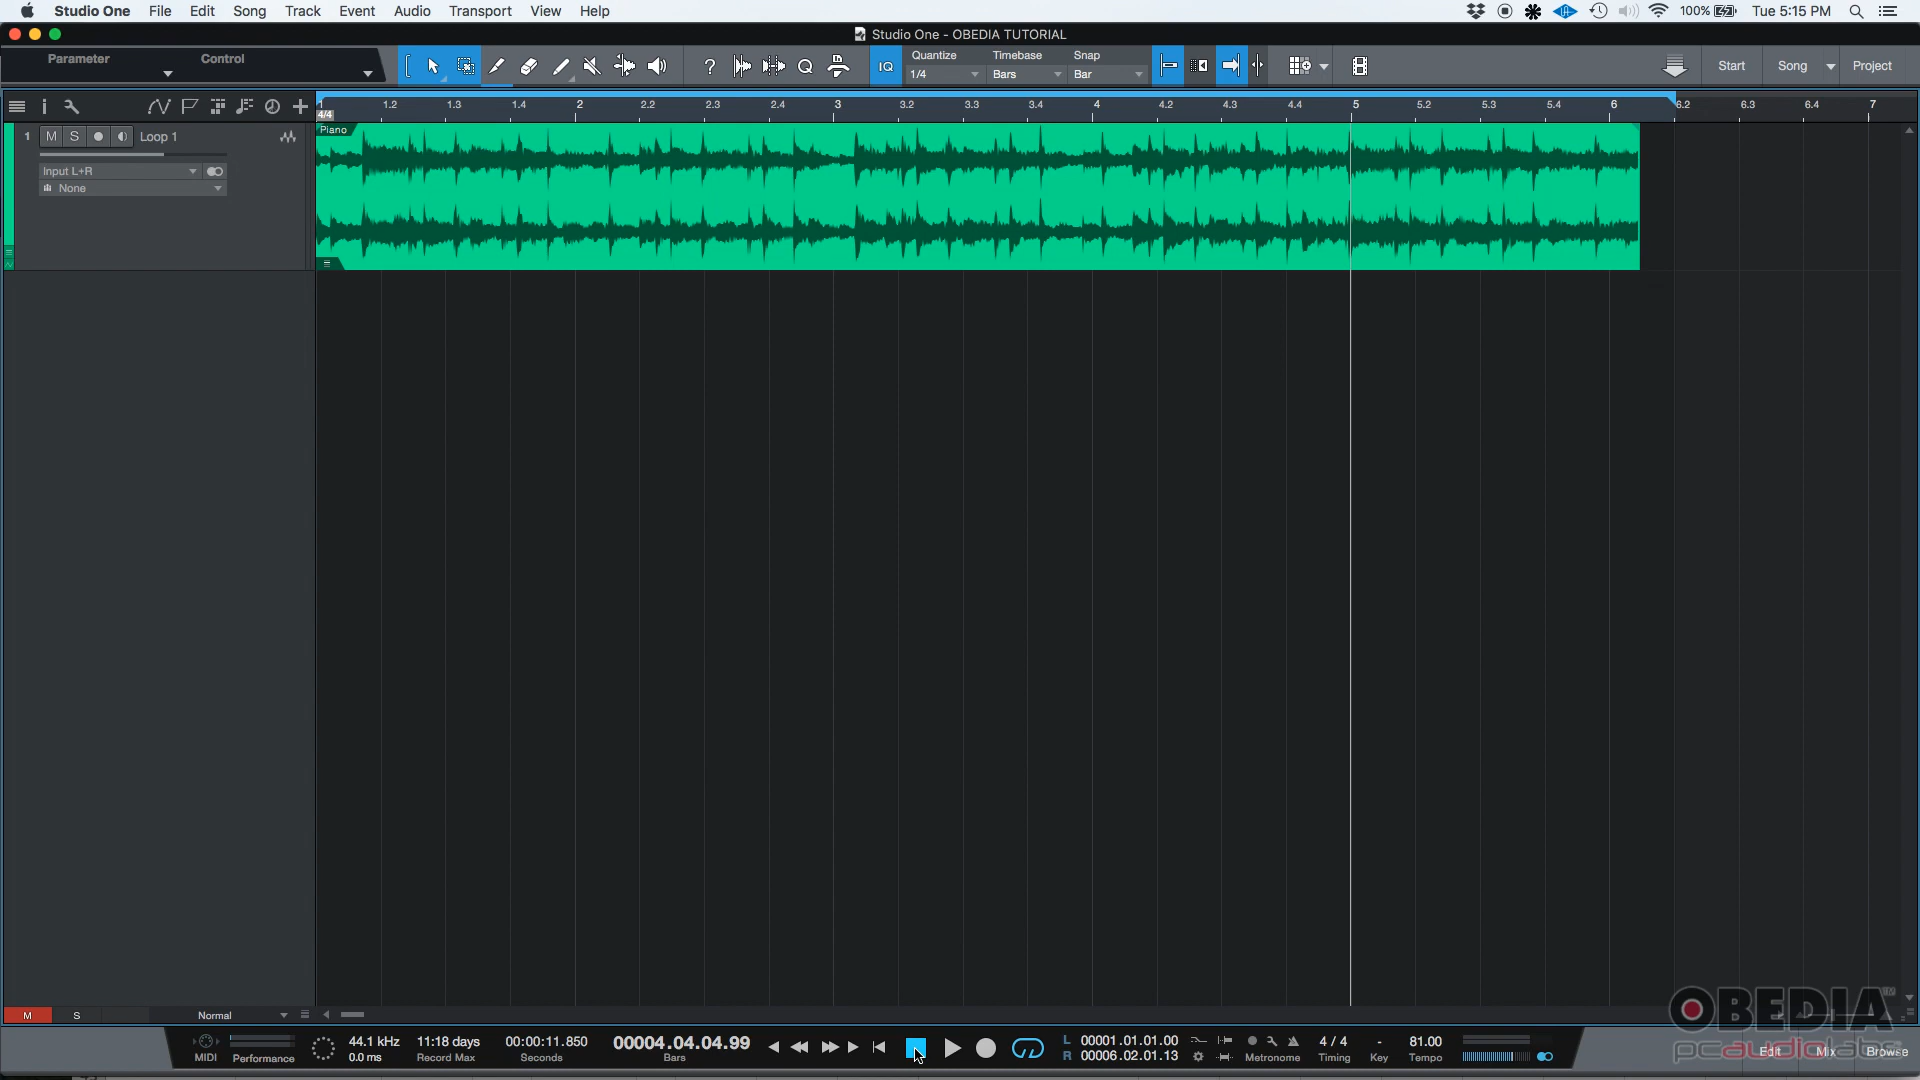 Studio One File Edit Song Track Event Audio Transport View Help 100% Tue 5:15 PM
Studio One - OBEDIA TUTORIAL
Parameter Control
Quantize Timebase Snap
1/4 Bars Bar
IQ
Start Song Project
1 1.2 1.3 1.4 2 2.2 2.3 2.4 3 3.2 3.3 3.4 4 4.2 4.3 4.4 5 5.2 5.3 5.4 6 6.2 6.3 6.4 7
4/4
1 M S Loop 1
Piano
Input L+R
None
M S Normal
OBEDIA
pcaudiolabs
MIDI Performance
44.1 kHz 11:18 days 00:00:11.850 00004.04.04.99
0.0 ms Record Max Seconds Bars
L 00001.01.01.00
R 00006.02.01.13
Metronome
4 / 4 - 81.00
Timing Key Tempo
Edit Mix Browse